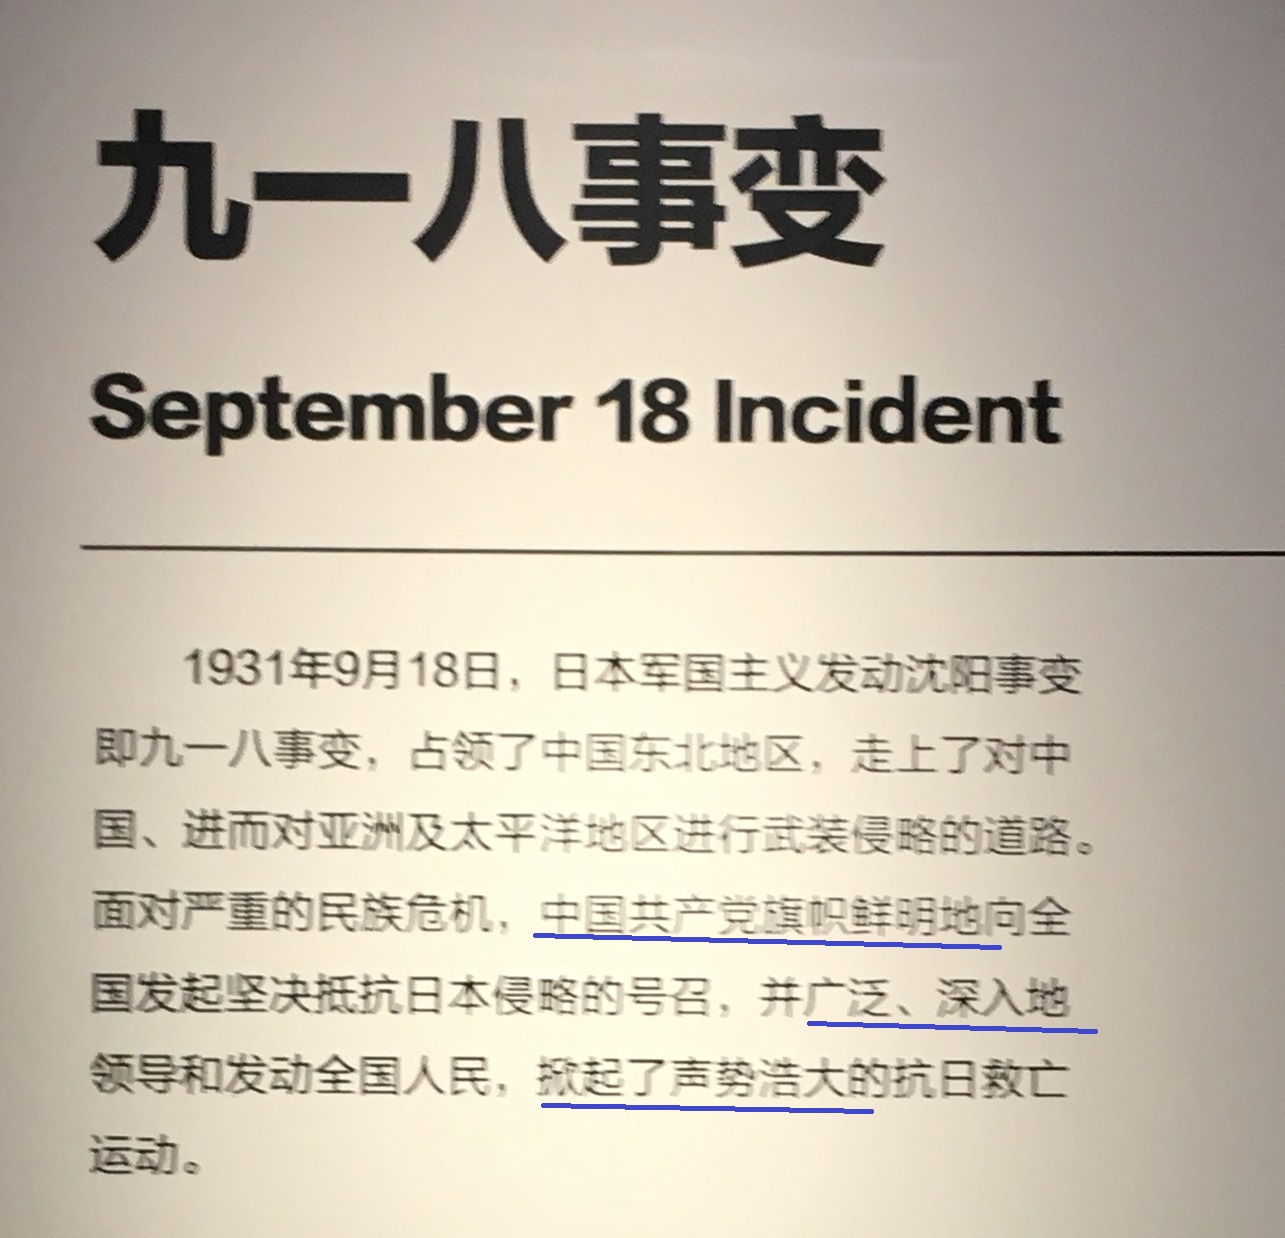 九一八事变
September 18 Incident
1931年9月18日，日本军国主义发动沈阳事变
即九一八事变，占领了中国东北地区，走上了对中
国、进而对亚洲及太平洋地区进行武装侵略的道路。
面对严重的民族危机，中国共产党旗帜鲜明地向全
国发起坚决抵抗日本侵略的号召，并广泛、深入地
领导和发动全国人民，掀起了声势浩大的抗日救亡
运动。